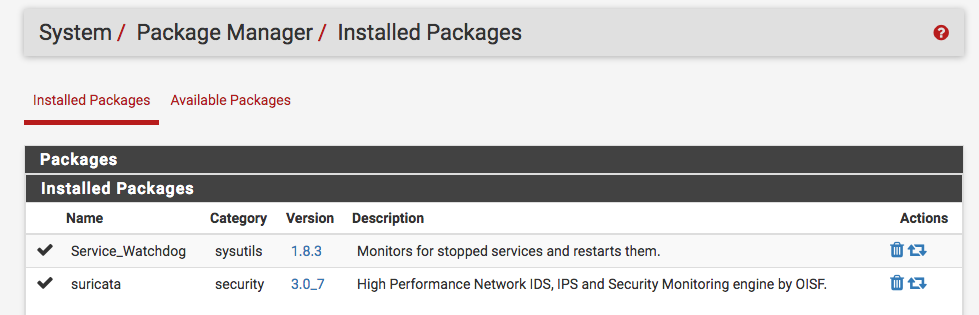 System / Package Manager / Installed Packages ?
Installed Packages Available Packages
Packages
Installed Packages
Name Category Version Description Actions
Service_Watchdog sysutils 1.8.3 Monitors for stopped services and restarts them.
suricata security 3.0_7 High Performance Network IDS, IPS and Security Monitoring engine by OISF.